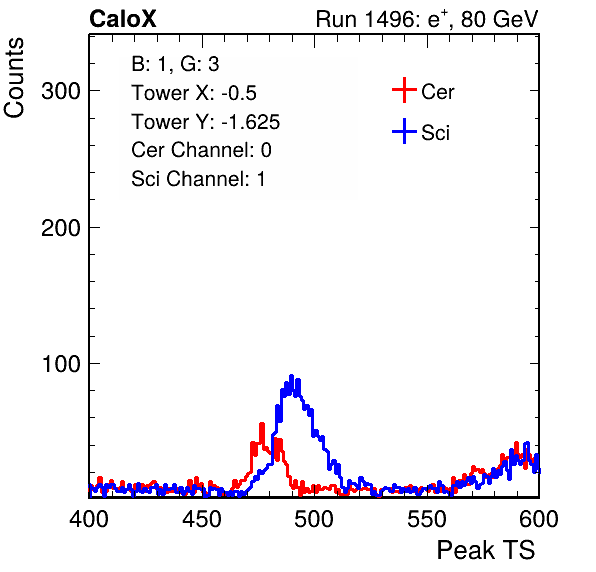 CaloX Run 1496: e⁺, 80 GeV
Counts
B: 1, G: 3
Tower X: -0.5
Tower Y: -1.625
Cer Channel: 0
Sci Channel: 1
Cer
Sci
300
200
100
400 450 500 550 600
Peak TS